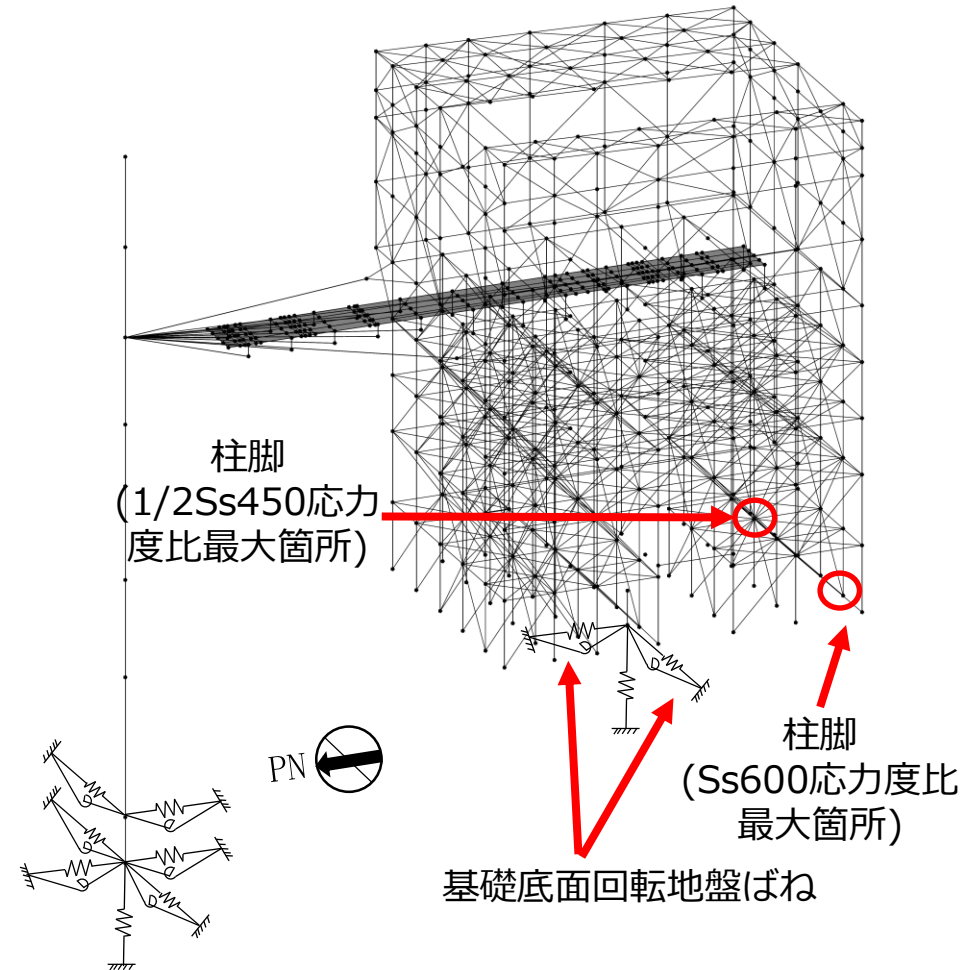 柱脚
(1/2Ss450応力
度比最大箇所)
PN
柱脚
(Ss600応力度比
最大箇所)
基礎底面回転地盤ばね